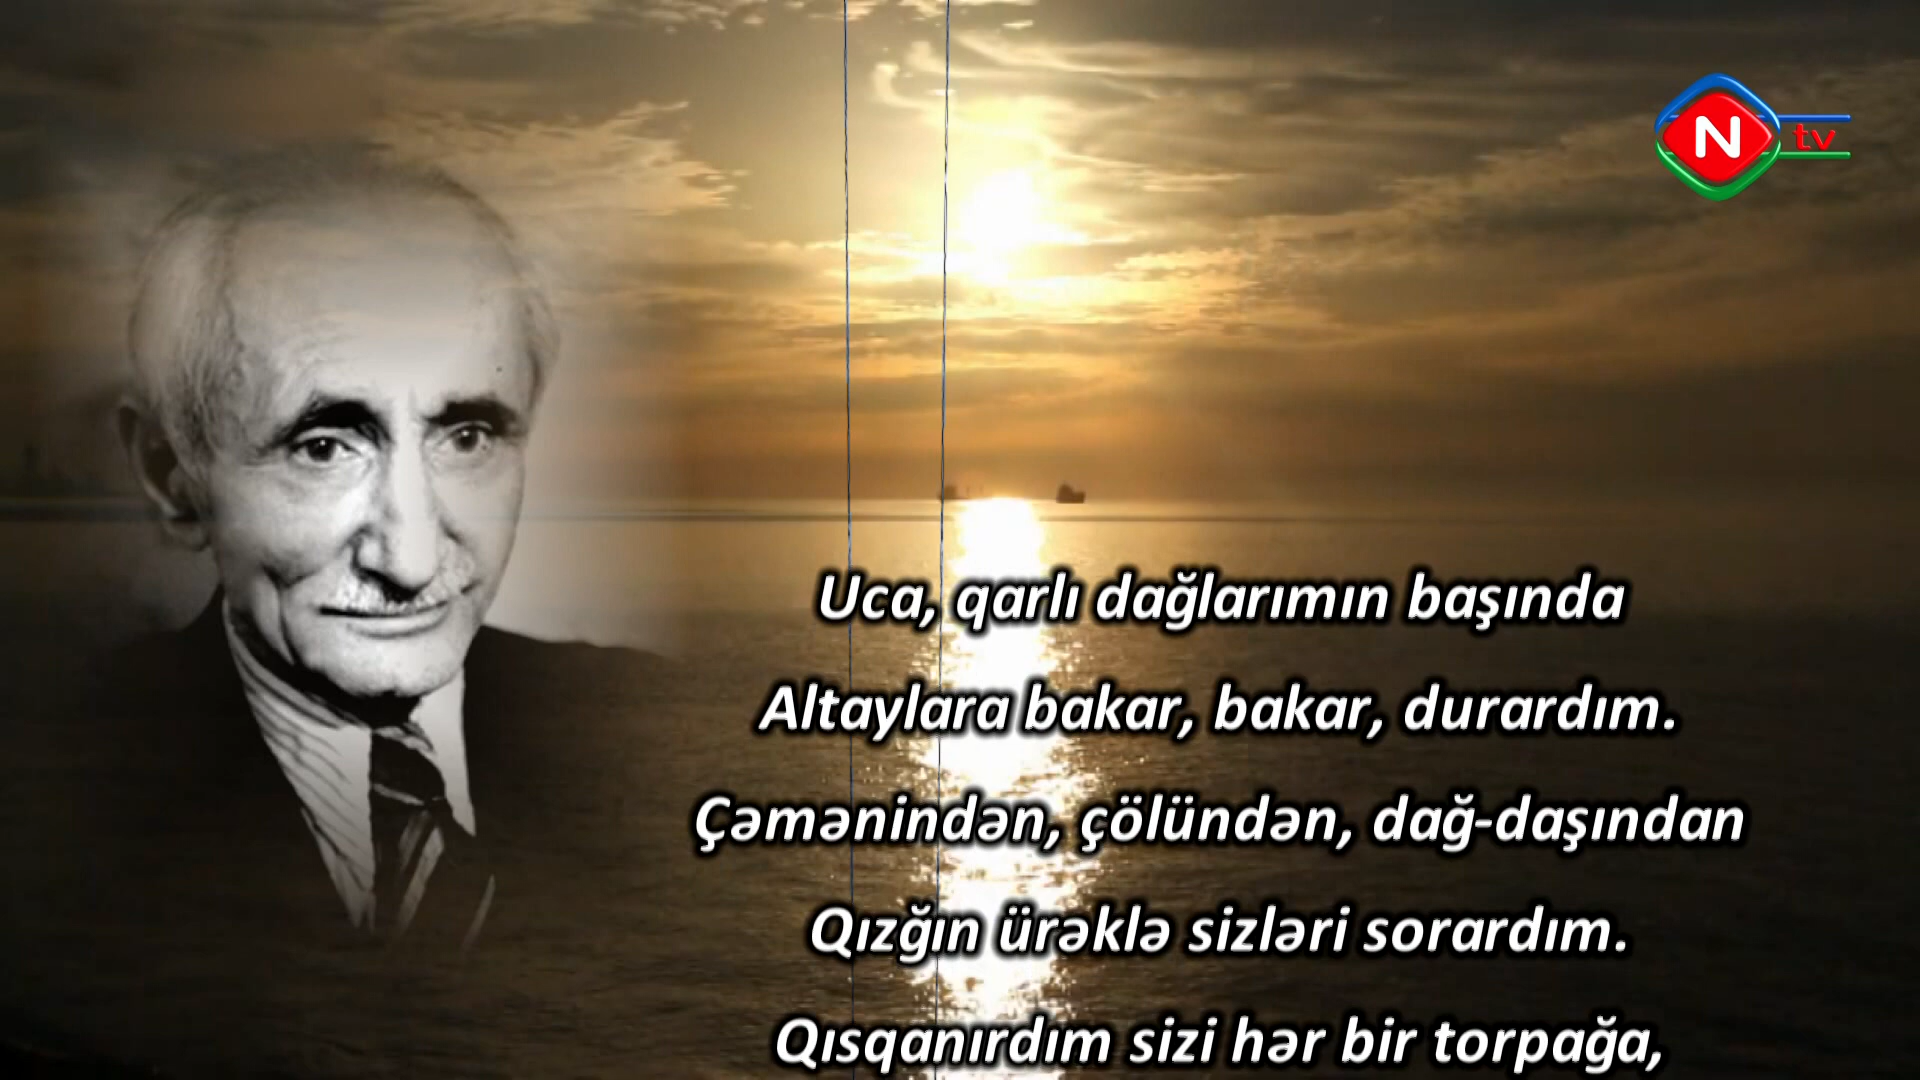 N tv
Uca, qarlı dağlarımın başında
Altaylara bakar, bakar, durardım.
Çəmənindən, çölündən, dağ-daşından
Qızğın ürəklə sizləri sorardım.
Qısqanırdım sizi hər bir torpağa,